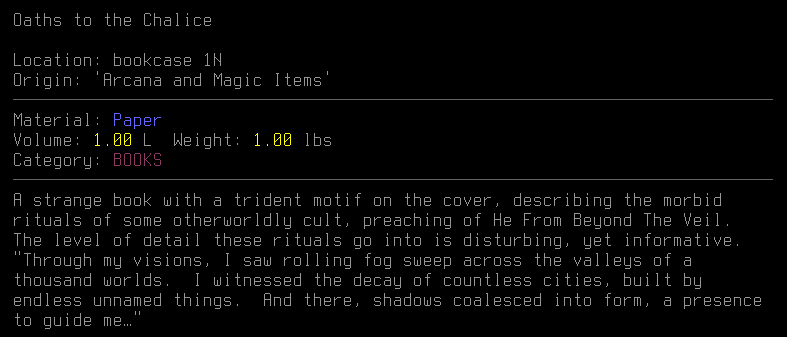 Oaths to the Chalice
Location: bookcase 1N
Origin: 'Arcana and Magic Items'
Material: Paper
Volume: 1.00 L  Weight: 1.00 lbs
Category: BOOKS
A strange book with a trident motif on the cover, describing the morbid
rituals of some otherworldly cult, preaching of He From Beyond The Veil.
The level of detail these rituals go into is disturbing, yet informative.
"Through my visions, I saw rolling fog sweep across the valleys of a
thousand worlds.  I witnessed the decay of countless cities, built by
endless unnamed things.  And there, shadows coalesced into form, a presence
to guide me…"